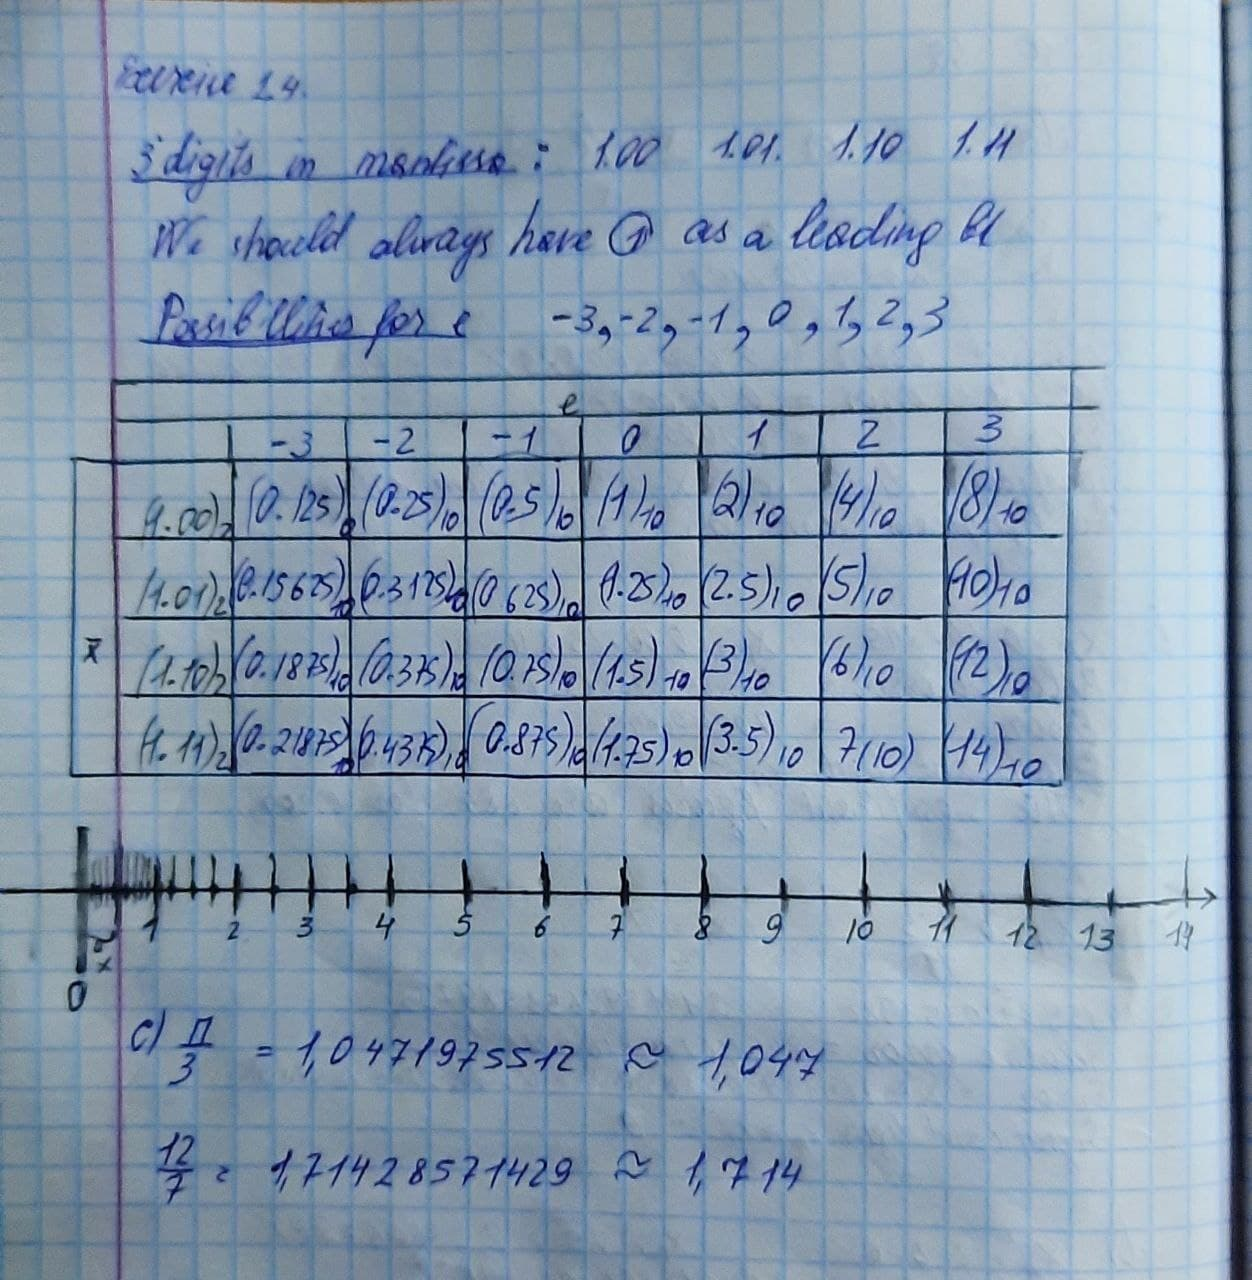 Exercise 1.4.
3 digits in mantissa : 1.00 1.01. 1.10 1.11
We should always have 1 as a leading bit
Possibilities for e -3, -2, -1, 0, 1, 2, 3
e
-3 -2 -1 0 1 2 3
(1.00)₂ (0.125)₁₀ (0.25)₁₀ (0.5)₁₀ (1)₁₀ (2)₁₀ (4)₁₀ (8)₁₀
(1.01)₂ (0.15625)₁₀ (0.3125)₁₀ (0.625)₁₀ (1.25)₁₀ (2.5)₁₀ (5)₁₀ (10)₁₀
x̄ (1.10)₂ (0.1875)₁₀ (0.375)₁₀ (0.75)₁₀ (1.5)₁₀ (3)₁₀ (6)₁₀ (12)₁₀
(1.11)₂ (0.21875)₁₀ (0.4375)₁₀ (0.875)₁₀ (1.75)₁₀ (3.5)₁₀ 7(10) (14)₁₀
1 2 3 4 5 6 7 8 9 10 11 12 13 14
0
c) π/3 = 1,0471975512 ≈ 1,047
12/7 = 1,71428571429 ≈ 1,714